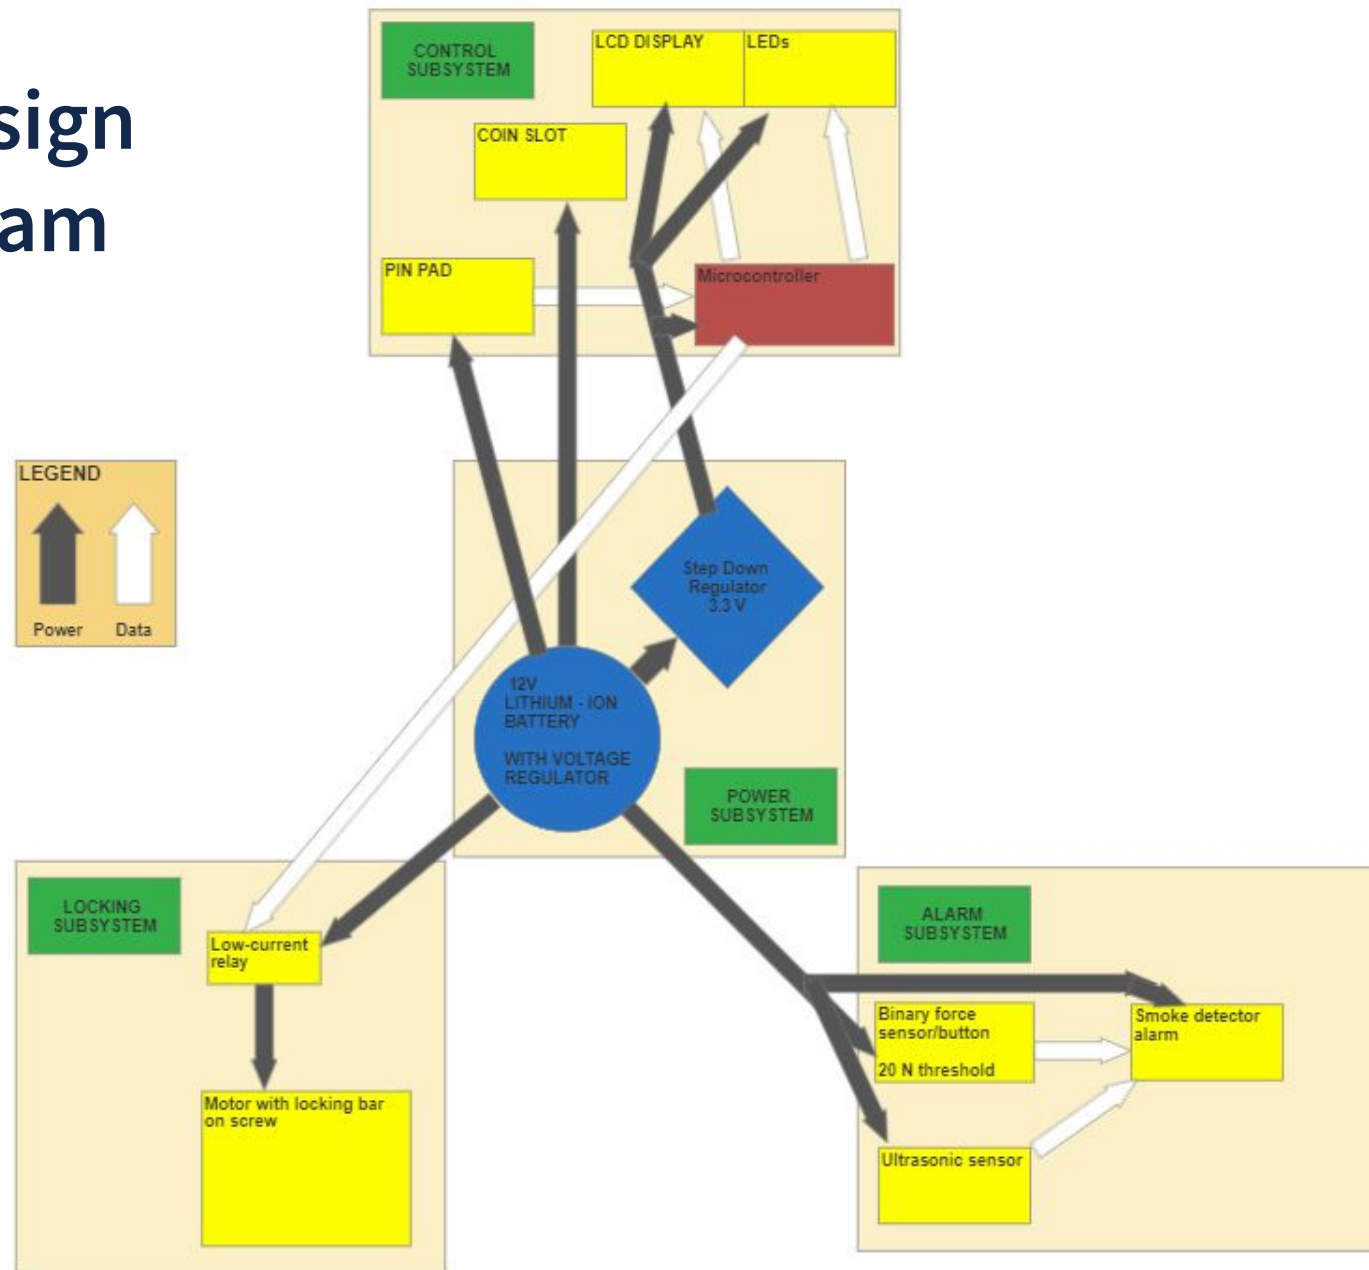 sign
am
CONTROL
SUBSYSTEM
LCD DISPLAY
LEDs
COIN SLOT
PIN PAD
Microcontroller
LEGEND
Power
Data
Step Down
Regulator
3.3 V
12V
LITHIUM - ION
BATTERY
WITH VOLTAGE
REGULATOR
POWER
SUBSYSTEM
LOCKING
SUBSYSTEM
Low-current
relay
Motor with locking bar
on screw
ALARM
SUBSYSTEM
Binary force
sensor/button
20 N threshold
Smoke detector
alarm
Ultrasonic sensor